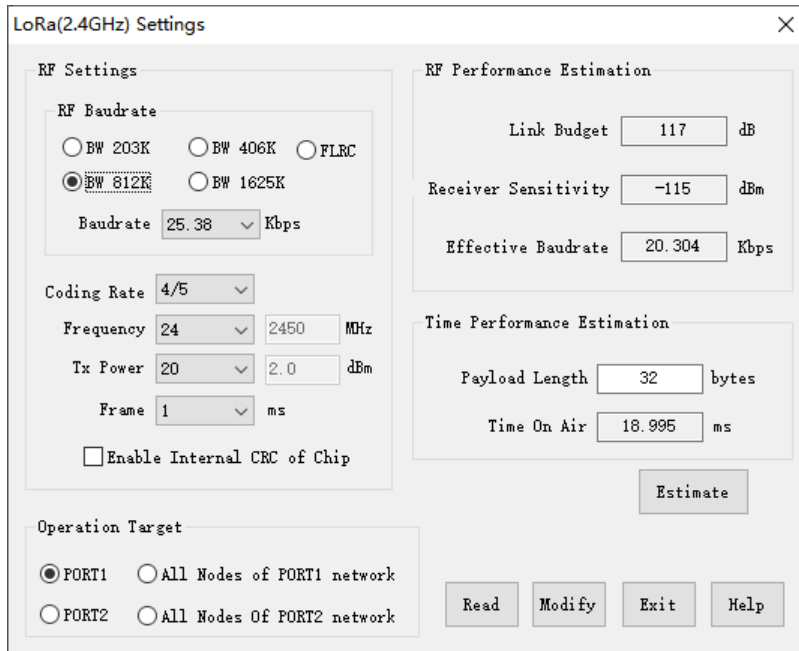 LoRa(2.4GHz) Settings
RF Settings
RF Baudrate
BW 203K BW 406K FLRC
BW 812K BW 1625K
Baudrate 25.38 Kbps
Coding Rate 4/5
Frequency 24 2450 MHz
Tx Power 20 2.0 dBm
Frame 1 ms
Enable Internal CRC of Chip
RF Performance Estimation
Link Budget 117 dB
Receiver Sensitivity -115 dBm
Effective Baudrate 20.304 Kbps
Time Performance Estimation
Payload Length 32 bytes
Time On Air 18.995 ms
Estimate
Operation Target
PORT1 All Nodes of PORT1 network
PORT2 All Nodes Of PORT2 network
Read Modify Exit Help